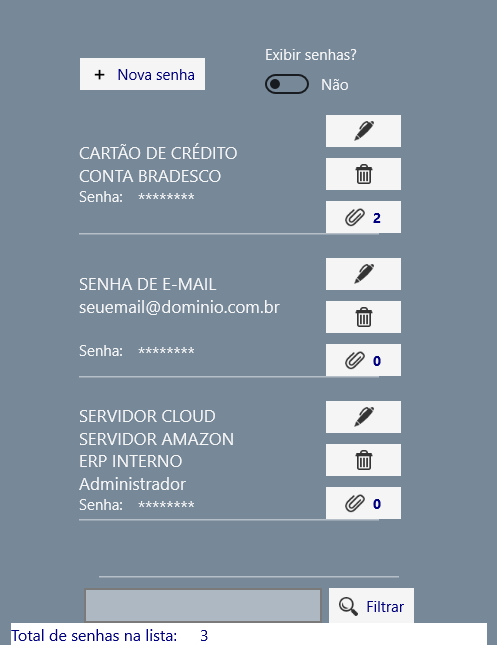 Exibir senhas?
+ Nova senha
Não
CARTÃO DE CRÉDITO
CONTA BRADESCO
Senha: ********
2
SENHA DE E-MAIL
seuemail@dominio.com.br
Senha: ********
0
SERVIDOR CLOUD
SERVIDOR AMAZON
ERP INTERNO
Administrador
Senha: ********
0
Filtrar
Total de senhas na lista: 3